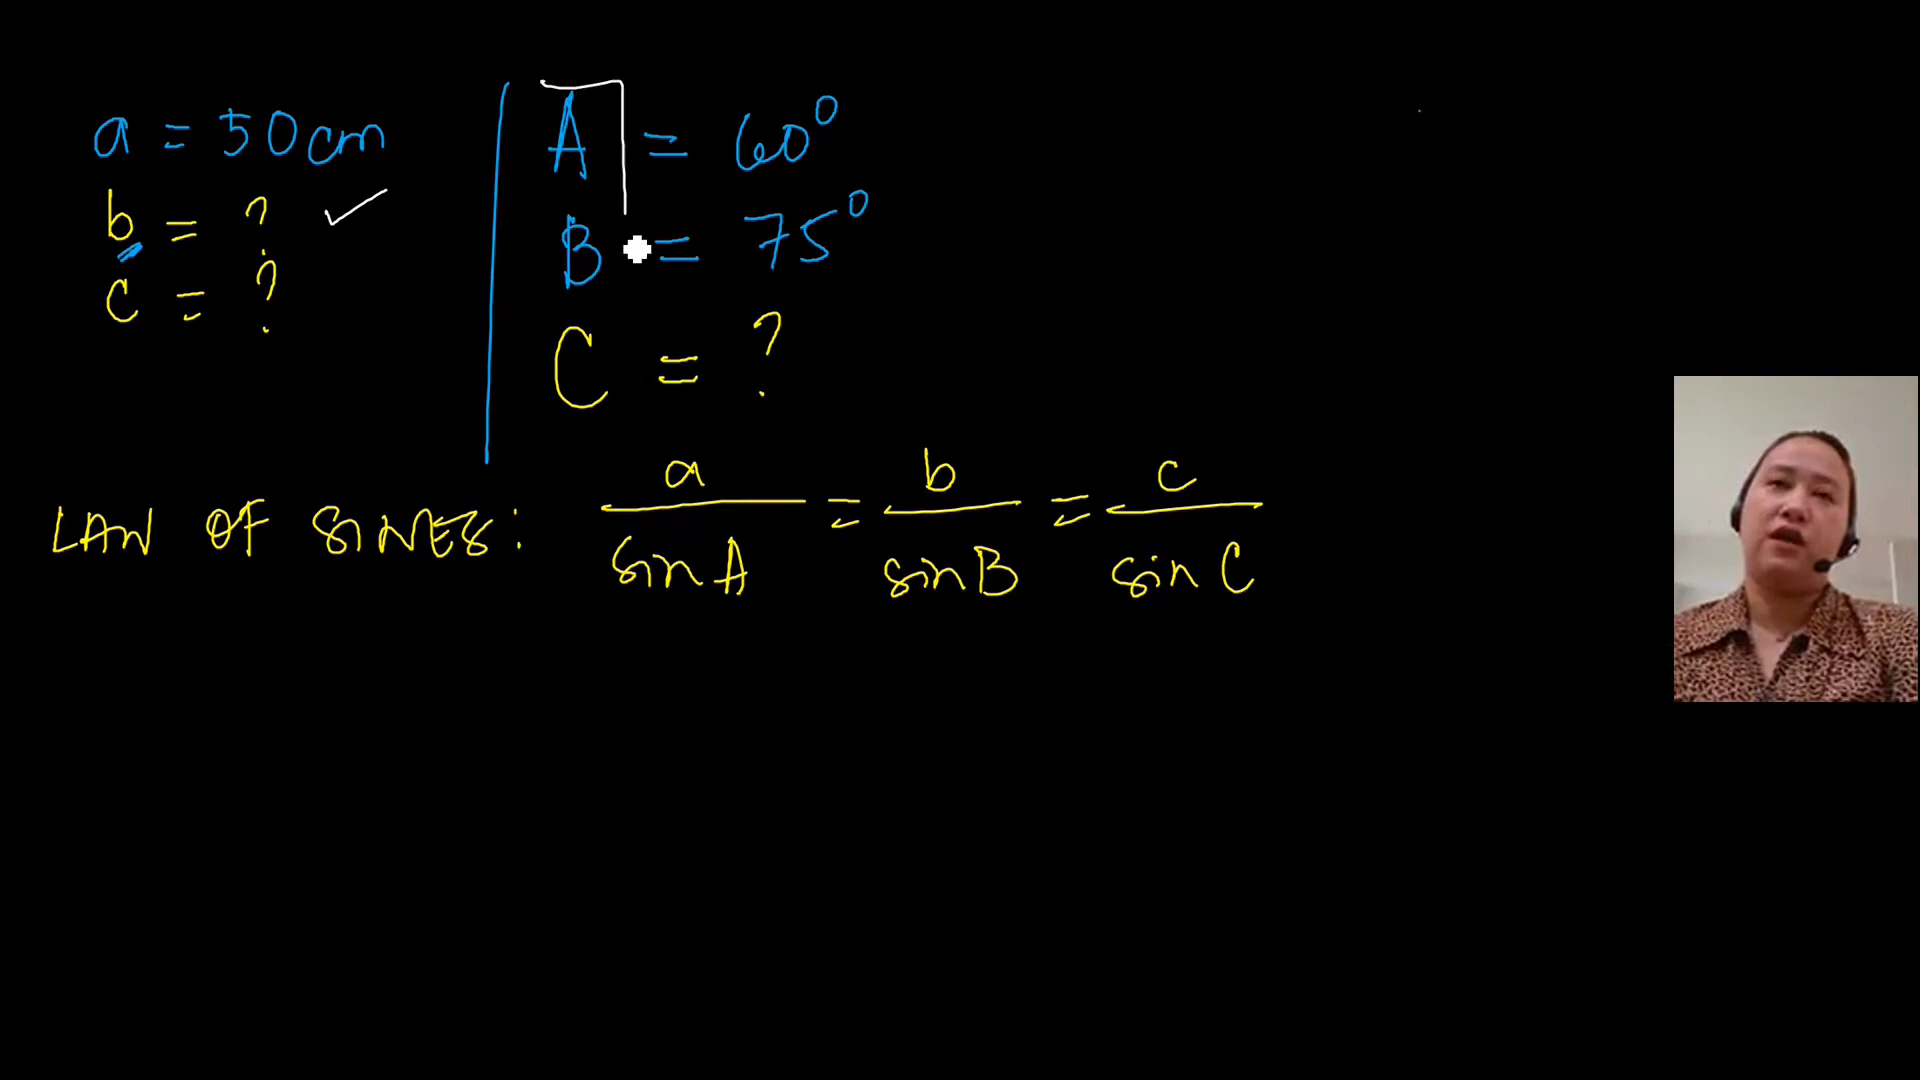 a = 50cm
b = ?
c = ?
A = 60°
B = 75°
C = ?
LAW OF SINES: a/sin A = b/sin B = c/sin C